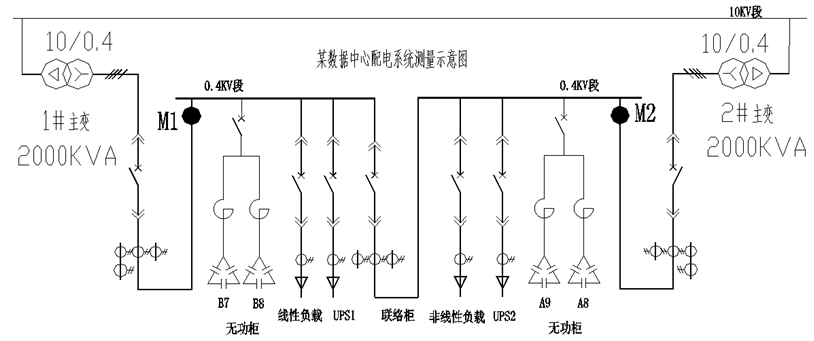 10KV段
10/0.4
某数据中心配电系统测量示意图
10/0.4
0.4KV段
0.4KV段
1#主变
2000KVA
M1
M2
2#主变
2000KVA
B7
B8
线性负载
UPS1
联络柜
非线性负载
UPS2
A9
A8
无功柜
无功柜